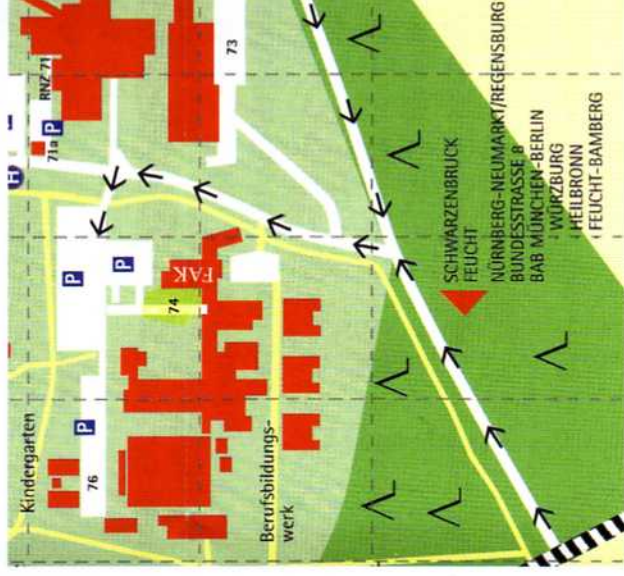 RNZ 71
71a
P
H
73
P
P
FAK
74
Kindergarten
P
76
Berufsbildungs-
werk
SCHWARZENBRUCK
FEUCHT
NÜRNBERG-NEUMARKT/REGENSBURG
BUNDESSTRASSE 8
BAB MÜNCHEN-BERLIN
WÜRZBURG
HEILBRONN
FEUCHT-BAMBERG